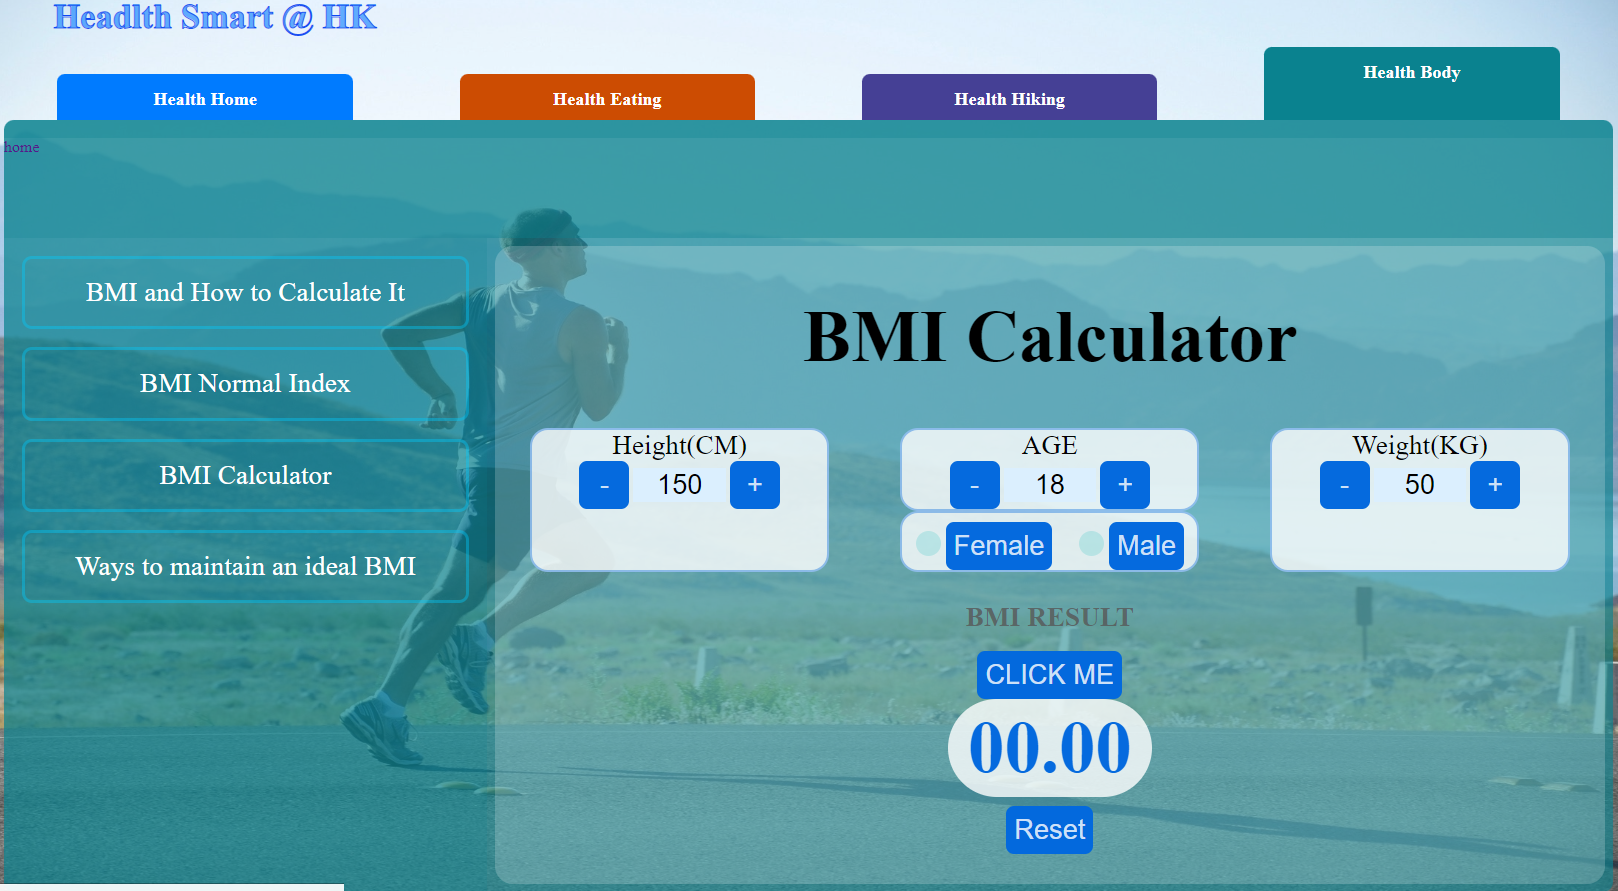 Headlth Smart @ HK
Health Home
Health Eating
Health Hiking
Health Body
home
BMI and How to Calculate It
BMI Normal Index
BMI Calculator
Ways to maintain an ideal BMI
BMI Calculator
Height(CM)
- 150 +
AGE
- 18 +
Female Male
Weight(KG)
- 50 +
BMI RESULT
CLICK ME
00.00
Reset